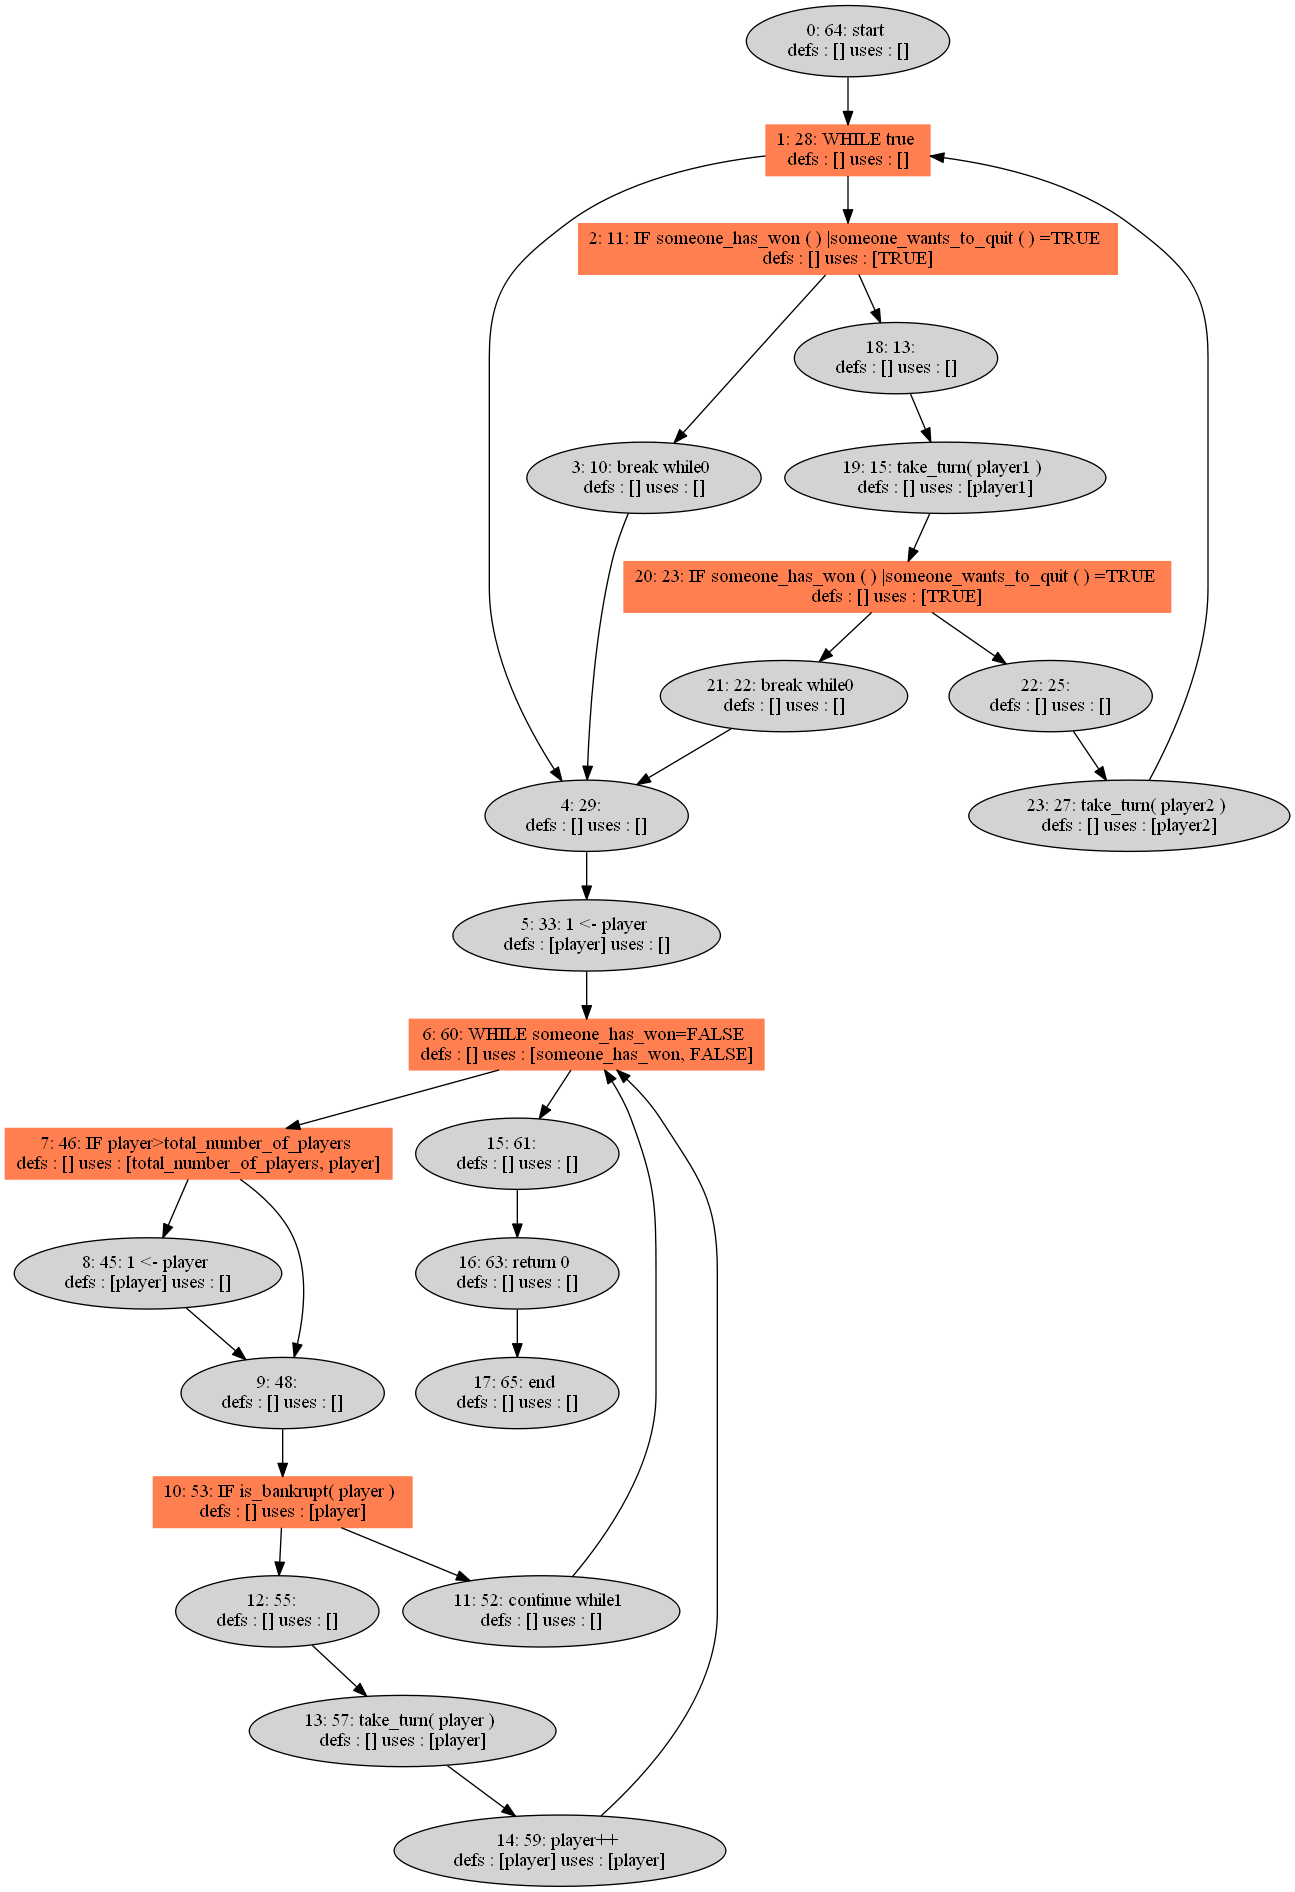 0: 64: start
defs : [] uses : []
1: 28: WHILE true
defs : [] uses : []
2: 11: IF someone_has_won ( ) |someone_wants_to_quit ( ) =TRUE
defs : [] uses : [TRUE]
18: 13:
defs : [] uses : []
3: 10: break while0
defs : [] uses : []
19: 15: take_turn( player1 )
defs : [] uses : [player1]
20: 23: IF someone_has_won ( ) |someone_wants_to_quit ( ) =TRUE
defs : [] uses : [TRUE]
21: 22: break while0
defs : [] uses : []
22: 25:
defs : [] uses : []
4: 29:
defs : [] uses : []
23: 27: take_turn( player2 )
defs : [] uses : [player2]
5: 33: 1 <- player
defs : [player] uses : []
6: 60: WHILE someone_has_won=FALSE
defs : [] uses : [someone_has_won, FALSE]
7: 46: IF player>total_number_of_players
defs : [] uses : [total_number_of_players, player]
15: 61:
defs : [] uses : []
8: 45: 1 <- player
defs : [player] uses : []
16: 63: return 0
defs : [] uses : []
9: 48:
defs : [] uses : []
17: 65: end
defs : [] uses : []
10: 53: IF is_bankrupt( player )
defs : [] uses : [player]
12: 55:
defs : [] uses : []
11: 52: continue while1
defs : [] uses : []
13: 57: take_turn( player )
defs : [] uses : [player]
14: 59: player++
defs : [player] uses : [player]